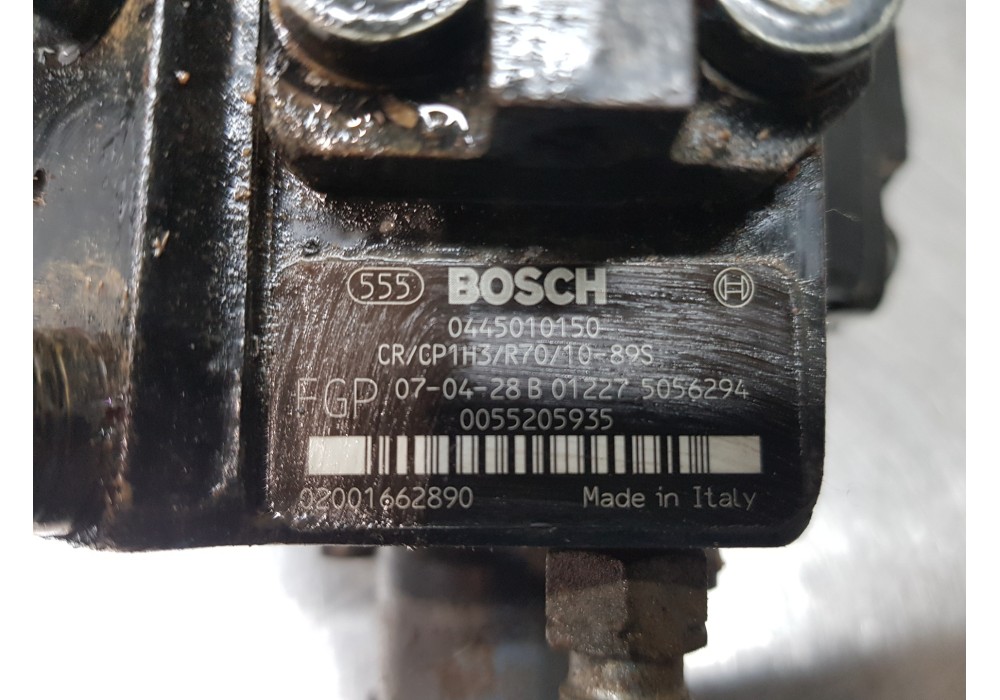 555 BOSCH
0445010150
CR/CP1H3/R70/10-89S
FGP 07-04-28 B 01227 5056294
0055205935
02001662890 Made in Italy